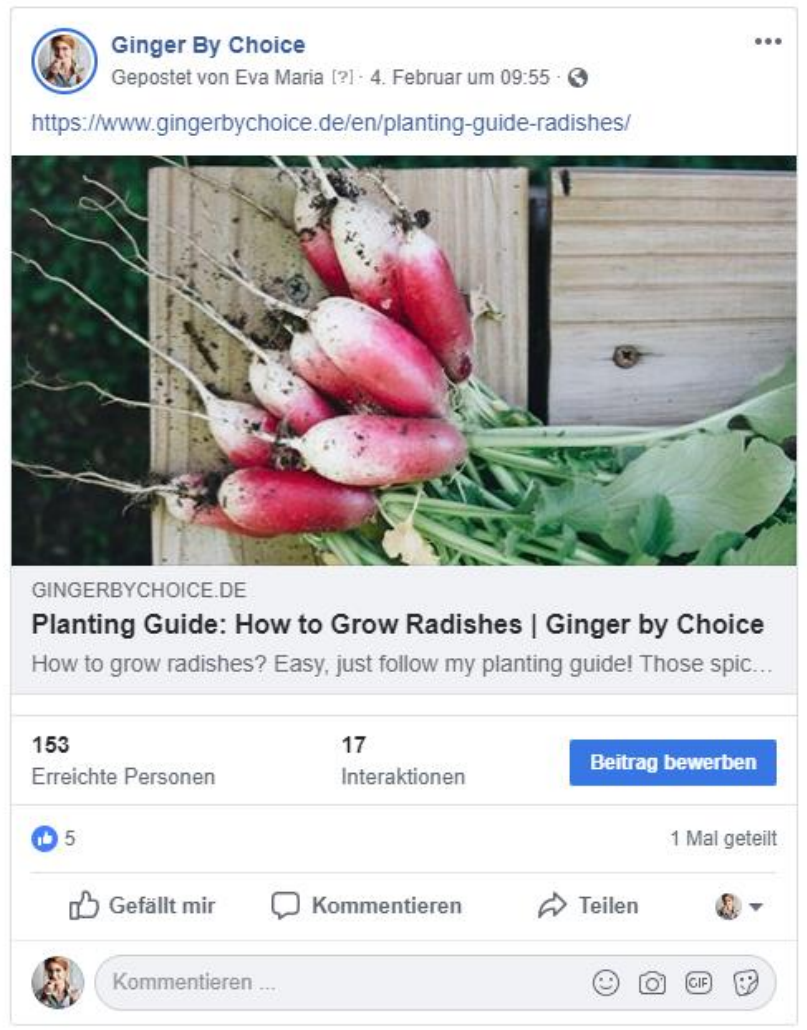 Ginger By Choice
Gepostet von Eva Maria [?] · 4. Februar um 09:55 ·
https://www.gingerbychoice.de/en/planting-guide-radishes/
GINGERBYCHOICE.DE
Planting Guide: How to Grow Radishes | Ginger by Choice
How to grow radishes? Easy, just follow my planting guide! Those spic...
153
Erreichte Personen
17
Interaktionen
Beitrag bewerben
5
1 Mal geteilt
Gefällt mir
Kommentieren
Teilen
Kommentieren ...
GIF